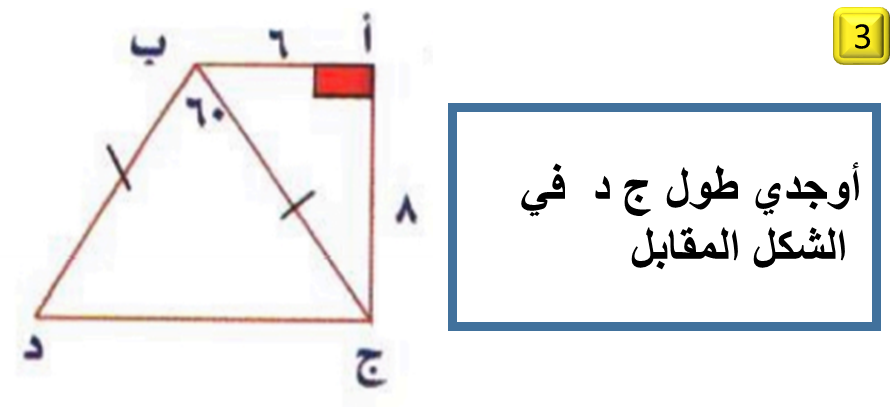 3
أ
٦
ب
٦٠
٨
د
ج
أوجدي طول ج د في
الشكل المقابل